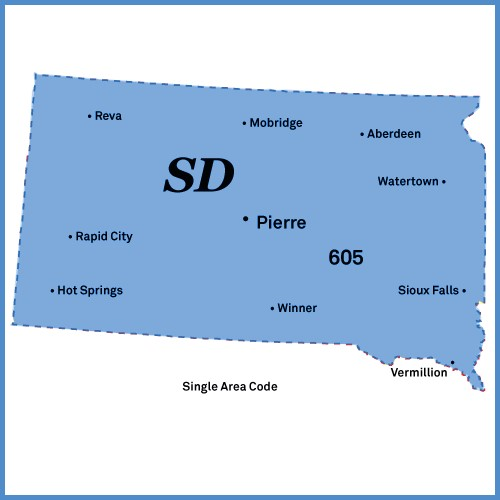 Reva
Mobridge
Aberdeen
SD
Watertown
Pierre
Rapid City
605
Hot Springs
Sioux Falls
Winner
Vermillion
Single Area Code